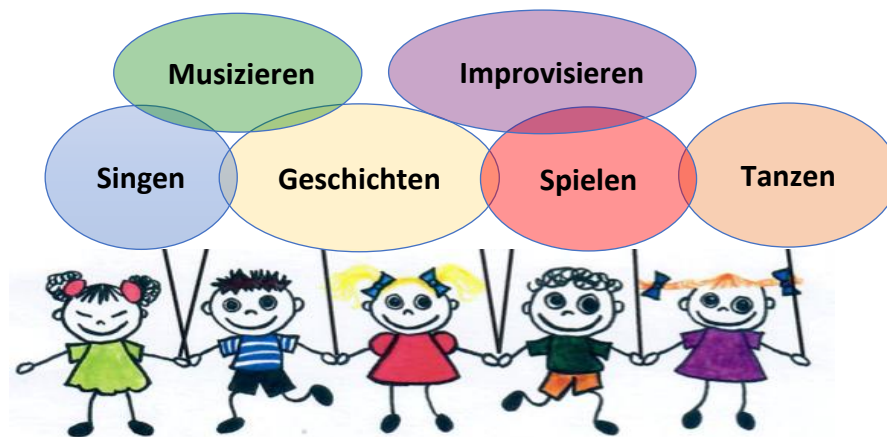 Musizieren
Improvisieren
Singen
Geschichten
Spielen
Tanzen